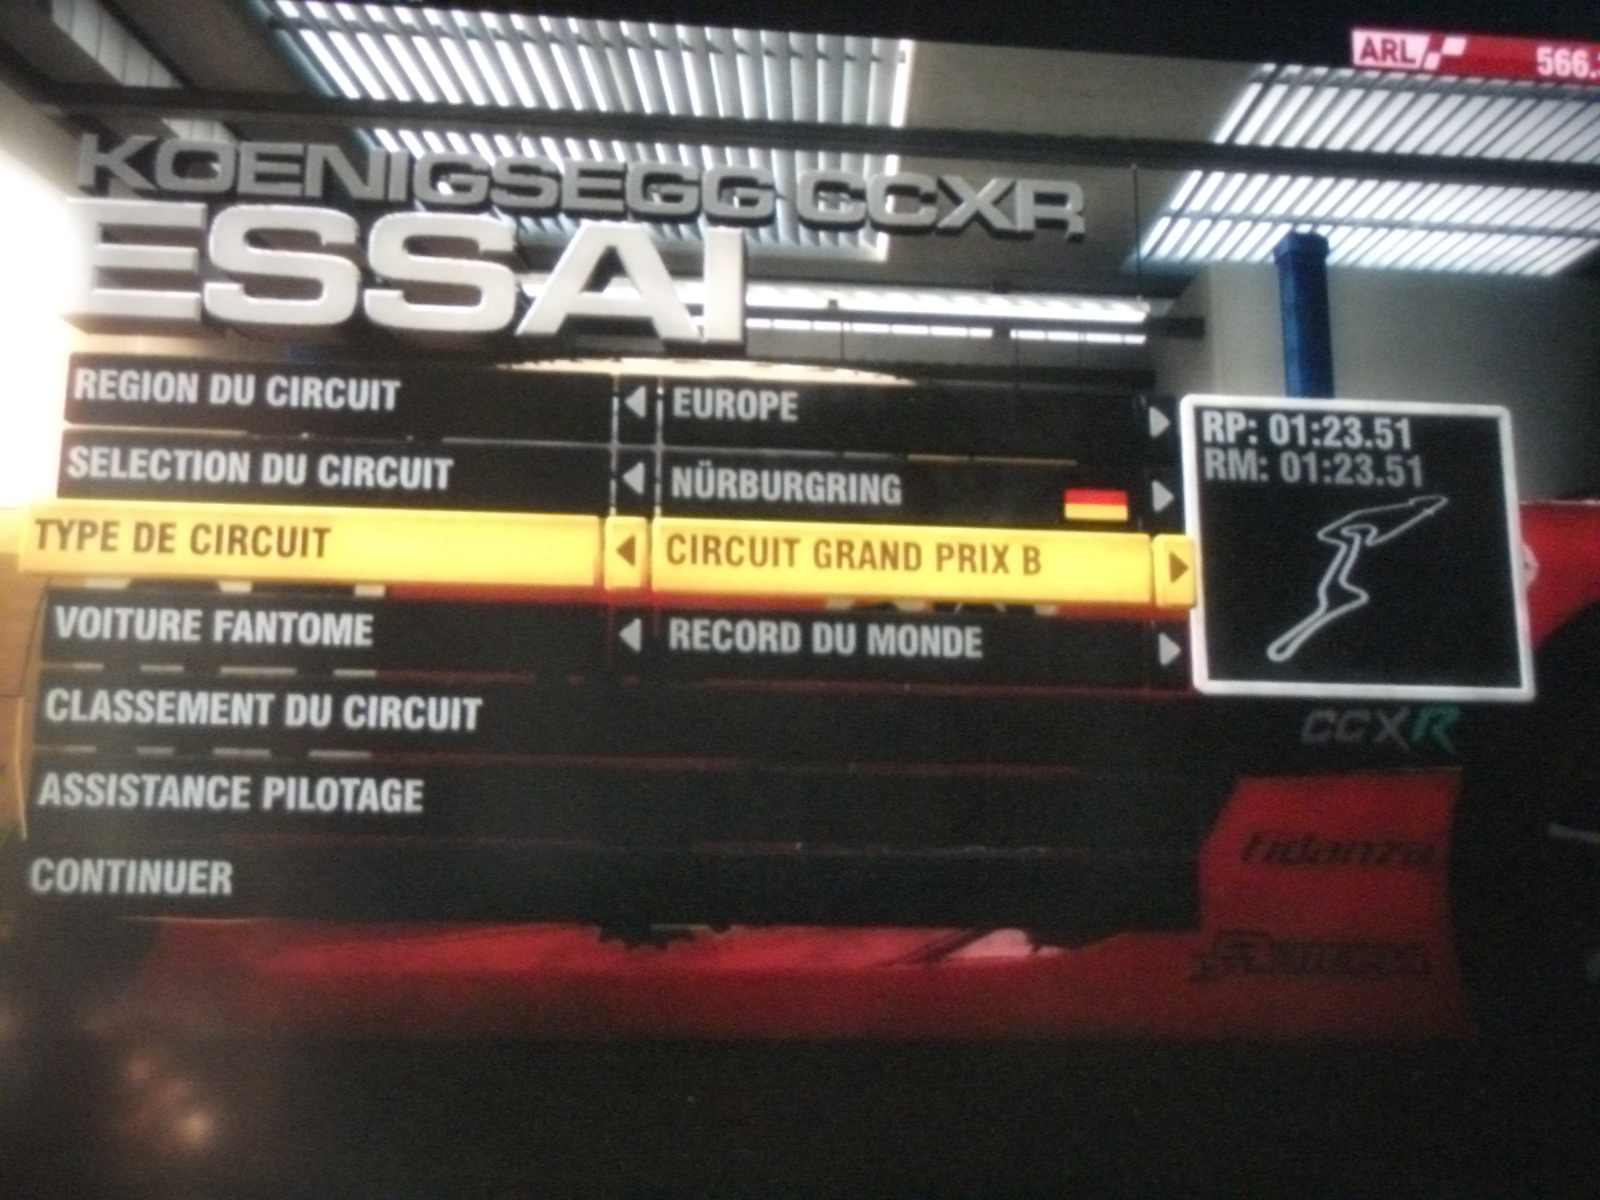 ARL 566.
KOENIGSEGG CCXR
ESSAI
REGION DU CIRCUIT EUROPE
SELECTION DU CIRCUIT NÜRBURGRING
TYPE DE CIRCUIT CIRCUIT GRAND PRIX B
VOITURE FANTOME RECORD DU MONDE
CLASSEMENT DU CIRCUIT
ASSISTANCE PILOTAGE
CONTINUER
RP: 01:23.51
RM: 01:23.51
CCXR
fidanza